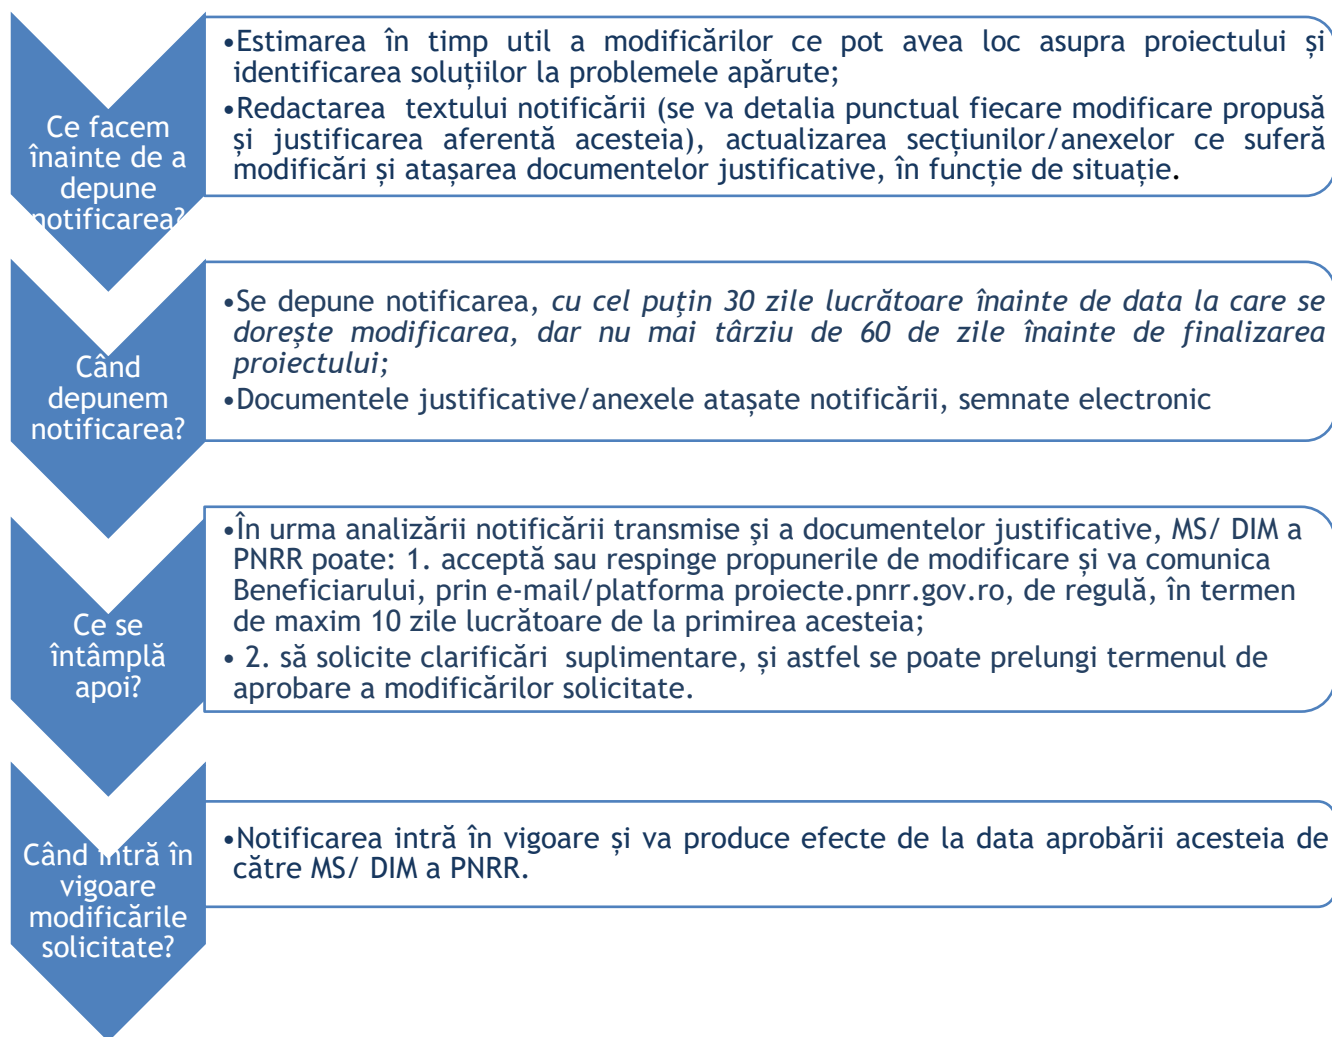 Ce facem
înainte de a
depune
notificarea?
•Estimarea în timp util a modificărilor ce pot avea loc asupra proiectului și
identificarea soluțiilor la problemele apărute;
•Redactarea textului notificării (se va detalia punctual fiecare modificare propusă
și justificarea aferentă acesteia), actualizarea secțiunilor/anexelor ce suferă
modificări și atașarea documentelor justificative, în funcție de situație.
Când
depunem
notificarea?
•Se depune notificarea, cu cel puțin 30 zile lucrătoare înainte de data la care se
dorește modificarea, dar nu mai târziu de 60 de zile înainte de finalizarea
proiectului;
•Documentele justificative/anexele atașate notificării, semnate electronic
Ce se
întâmplă
apoi?
•În urma analizării notificării transmise şi a documentelor justificative, MS/ DIM a
PNRR poate: 1. acceptă sau respinge propunerile de modificare și va comunica
Beneficiarului, prin e-mail/platforma proiecte.pnrr.gov.ro, de regulă, în termen
de maxim 10 zile lucrătoare de la primirea acesteia;
• 2. să solicite clarificări suplimentare, și astfel se poate prelungi termenul de
aprobare a modificărilor solicitate.
Când intră în
vigoare
modificările
solicitate?
•Notificarea intră în vigoare și va produce efecte de la data aprobării acesteia de
către MS/ DIM a PNRR.